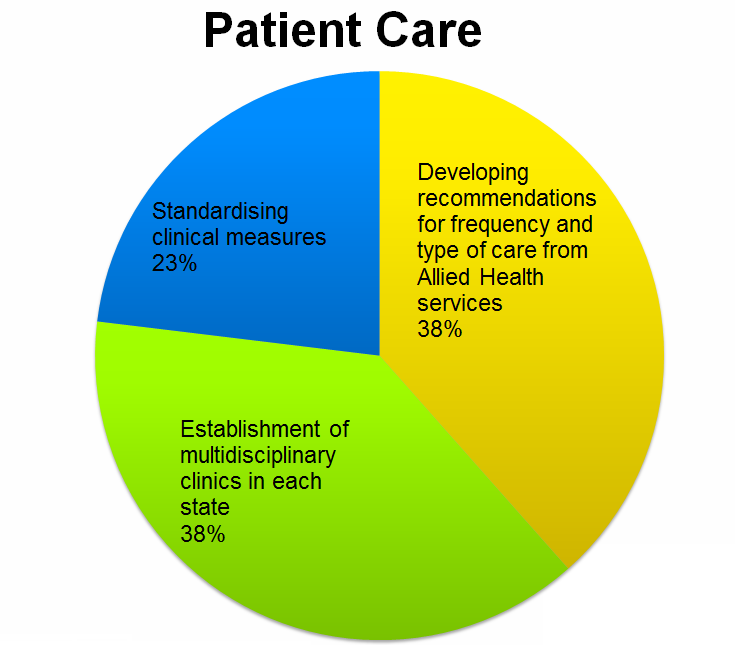 Patient Care
Developing
recommendations
for frequency and
type of care from
Allied Health
services
38%
Standardising
clinical measures
23%
Establishment of
multidisciplinary
clinics in each
state
38%